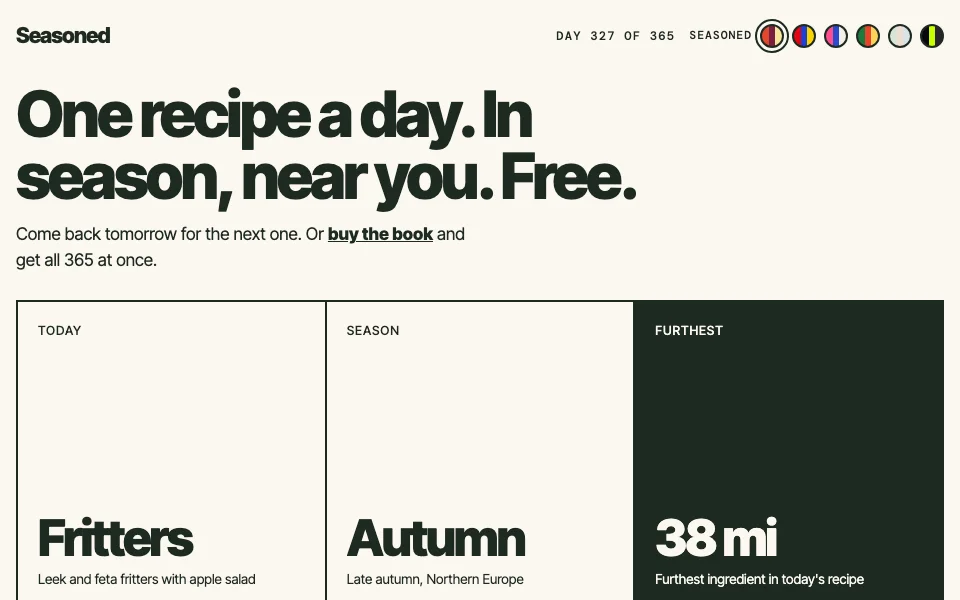 Seasoned
DAY 327 OF 365
SEASONED
One recipe a day. In
season, near you. Free.
Come back tomorrow for the next one. Or buy the book and
get all 365 at once.
TODAY
Fritters
Leek and feta fritters with apple salad
SEASON
Autumn
Late autumn, Northern Europe
FURTHEST
38 mi
Furthest ingredient in today's recipe